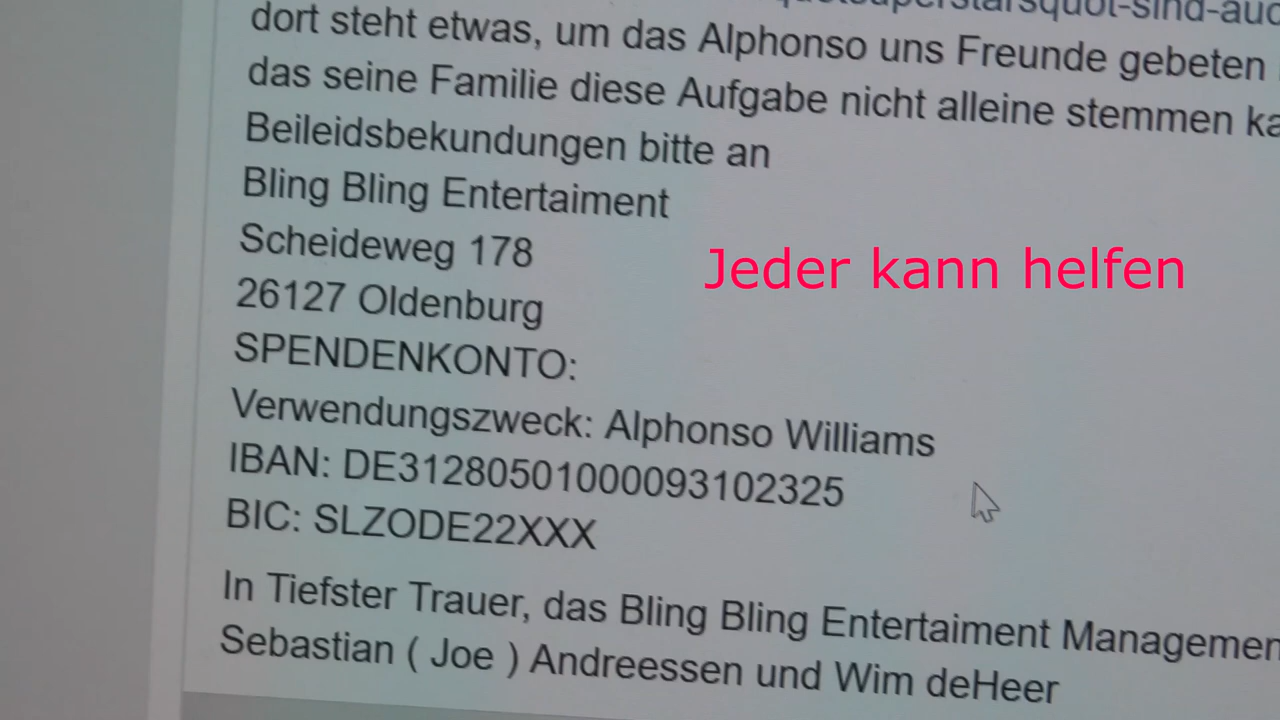 dort steht etwas, um das Alphonso uns Freunde gebeten
das seine Familie diese Aufgabe nicht alleine stemmen
Beileidsbekundungen bitte an
Bling Bling Entertaiment
Scheideweg 178
26127 Oldenburg
Jeder kann helfen
SPENDENKONTO:
Verwendungszweck: Alphonso Williams
IBAN: DE31280501000093102325
BIC: SLZODE22XXX
In Tiefster Trauer, das Bling Bling Entertaiment Managemen
Sebastian ( Joe ) Andreessen und Wim deHeer